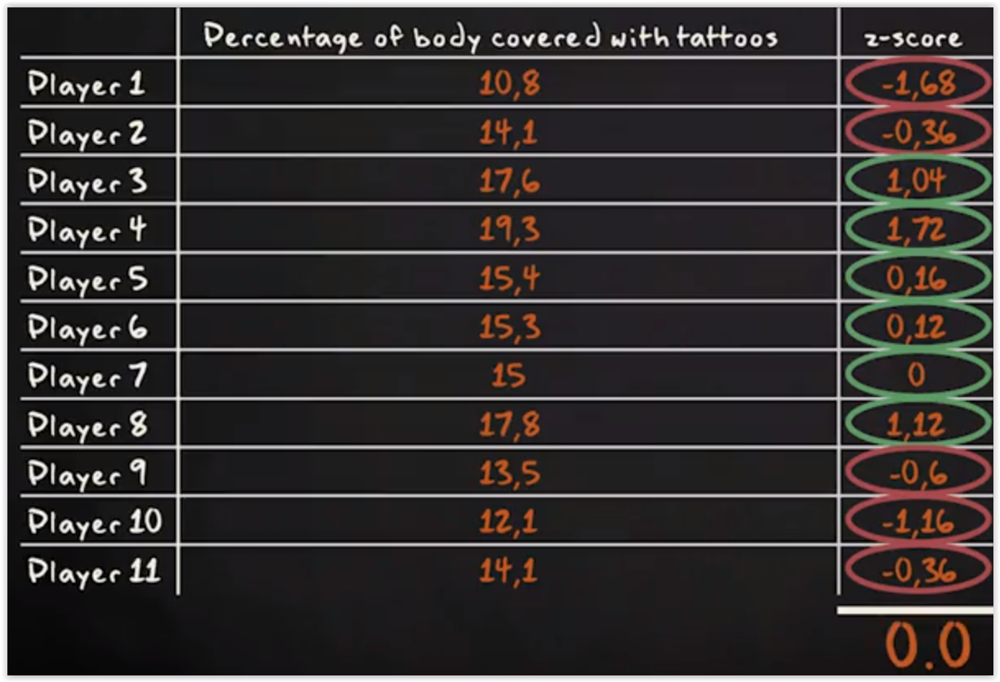 Percentage of body covered with tattoos z-score
Player 1 10,8 -1,68
Player 2 14,1 -0,36
Player 3 17,6 1,04
Player 4 19,3 1,72
Player 5 15,4 0,16
Player 6 15,3 0,12
Player 7 15 0
Player 8 17,8 1,12
Player 9 13,5 -0,6
Player 10 12,1 -1,16
Player 11 14,1 -0,36
0.0